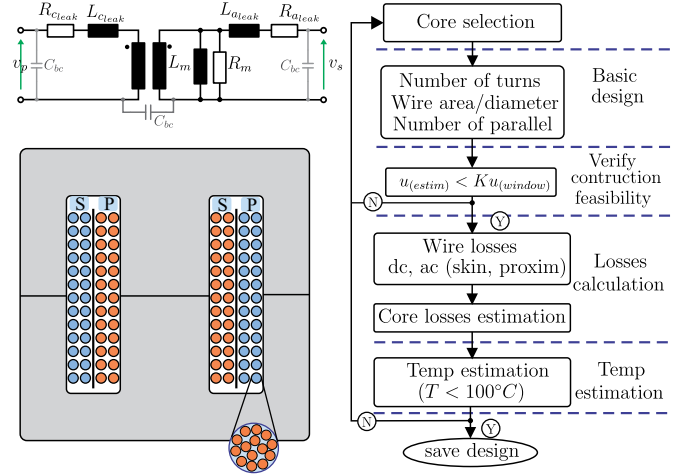 R_{c_{leak}} L_{c_{leak}} L_{a_{leak}} R_{a_{leak}}
v_p C_{bc} L_m R_m C_{bc} v_s
C_{bc}
S P S P
Core selection
Number of turns
Wire area/diameter
Number of parallel
Basic
design
u_{(estim)} < Ku_{(window)}
Verify
contruction
feasibility
N
Y
Wire losses
dc, ac (skin, proxim)
Losses
calculation
Core losses estimation
Temp estimation
(T < 100°C)
Temp
estimation
N
Y
save design